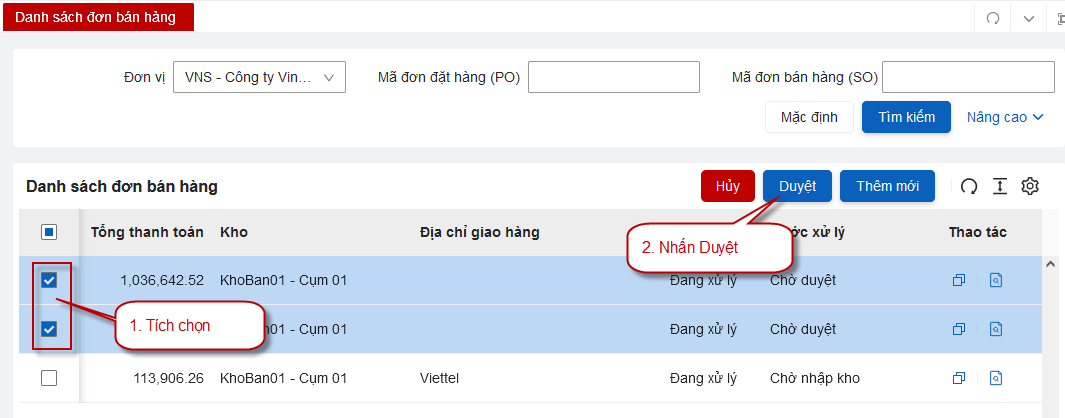 Danh sách đơn bán hàng
Đơn vị VNS - Công ty Vin... Mã đơn đặt hàng (PO) Mã đơn bán hàng (SO)
Mặc định Tìm kiếm Nâng cao
Danh sách đơn bán hàng Hủy Duyệt Thêm mới
Tổng thanh toán Kho Địa chỉ giao hàng xử lý Thao tác
2. Nhấn Duyệt
1,036,642.52 KhoBan01 - Cụm 01 Đang xử lý Chờ duyệt
1. Tích chọn
01 - Cụm 01 Đang xử lý Chờ duyệt
113,906.26 KhoBan01 - Cụm 01 Viettel Đang xử lý Chờ nhập kho